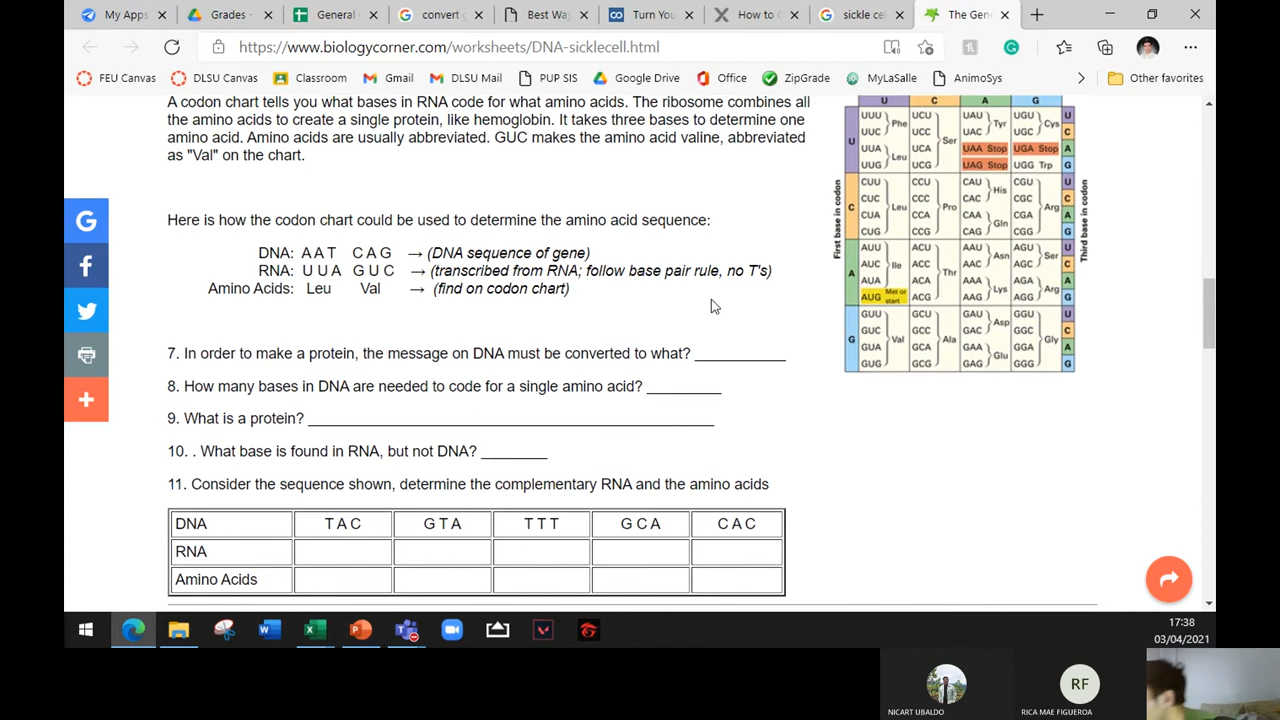 My Apps
Grades -
General
convert
Best Way
Turn You
How to
sickle cel
The Gene
https://www.biologycorner.com/worksheets/DNA-sicklecell.html
FEU Canvas
DLSU Canvas
Classroom
Gmail
DLSU Mail
PUP SIS
Google Drive
Office
ZipGrade
MyLaSalle
AnimoSys
Other favorites
A codon chart tells you what bases in RNA code for what amino acids. The ribosome combines all
the amino acids to create a single protein, like hemoglobin. It takes three bases to determine one
amino acid. Amino acids are usually abbreviated. GUC makes the amino acid valine, abbreviated
as "Val" on the chart.
Here is how the codon chart could be used to determine the amino acid sequence:
DNA: A A T C A G → (DNA sequence of gene)
RNA: U U A G U C → (transcribed from RNA; follow base pair rule, no T's)
Amino Acids: Leu Val → (find on codon chart)
7. In order to make a protein, the message on DNA must be converted to what? ___________
8. How many bases in DNA are needed to code for a single amino acid? _________
9. What is a protein? __________________________________________________
10. . What base is found in RNA, but not DNA? ________
11. Consider the sequence shown, determine the complementary RNA and the amino acids
DNA T A C G T A T T T G C A C A C
RNA
Amino Acids
U C A G
First base in codon
Third base in codon
U
UUU UCU UAU UGU U
Phe Tyr Cys
UUC UCC UAC UGC C
Ser
UUA UCA UAA Stop UGA Stop A
Leu
UUG UCG UAG Stop UGG Trp G
C
CUU CCU CAU CGU U
His
CUC CCC CAC CGC C
Leu Pro Arg
CUA CCA CAA CGA A
Gln
CUG CCG CAG CGG G
A
AUU ACU AAU AGU U
Asn Ser
AUC ACC AAC AGC C
Ile Thr
AUA ACA AAA AGA A
Lys Arg
AUG Met or start ACG AAG AGG G
G
GUU GCU GAU GGU U
Asp
GUC GCC GAC GGC C
Val Ala Gly
GUA GCA GAA GGA A
Glu
GUG GCG GAG GGG G
17:38
03/04/2021
RF
NICART UBALDO
RICA MAE FIGUEROA